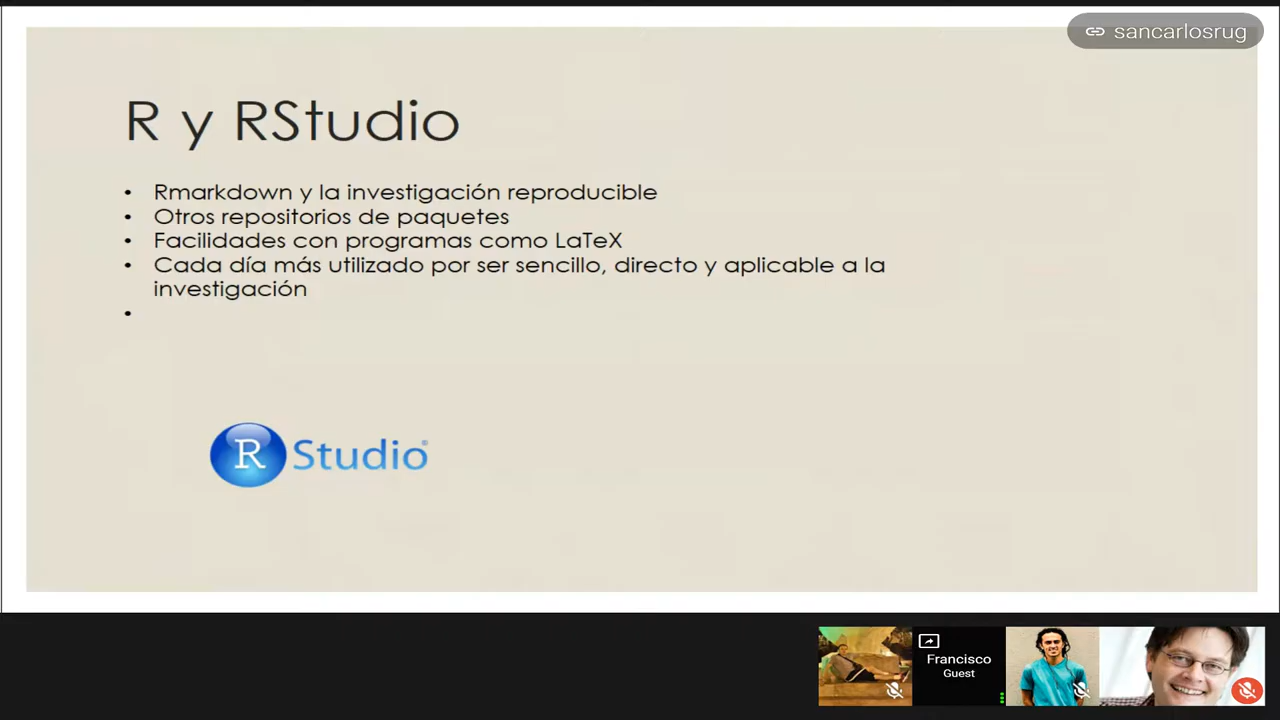 sancarlosrug
R y RStudio
• Rmarkdown y la investigación reproducible
• Otros repositorios de paquetes
• Facilidades con programas como LaTeX
• Cada día más utilizado por ser sencillo, directo y aplicable a la
investigación
•
R Studio®
Francisco
Guest